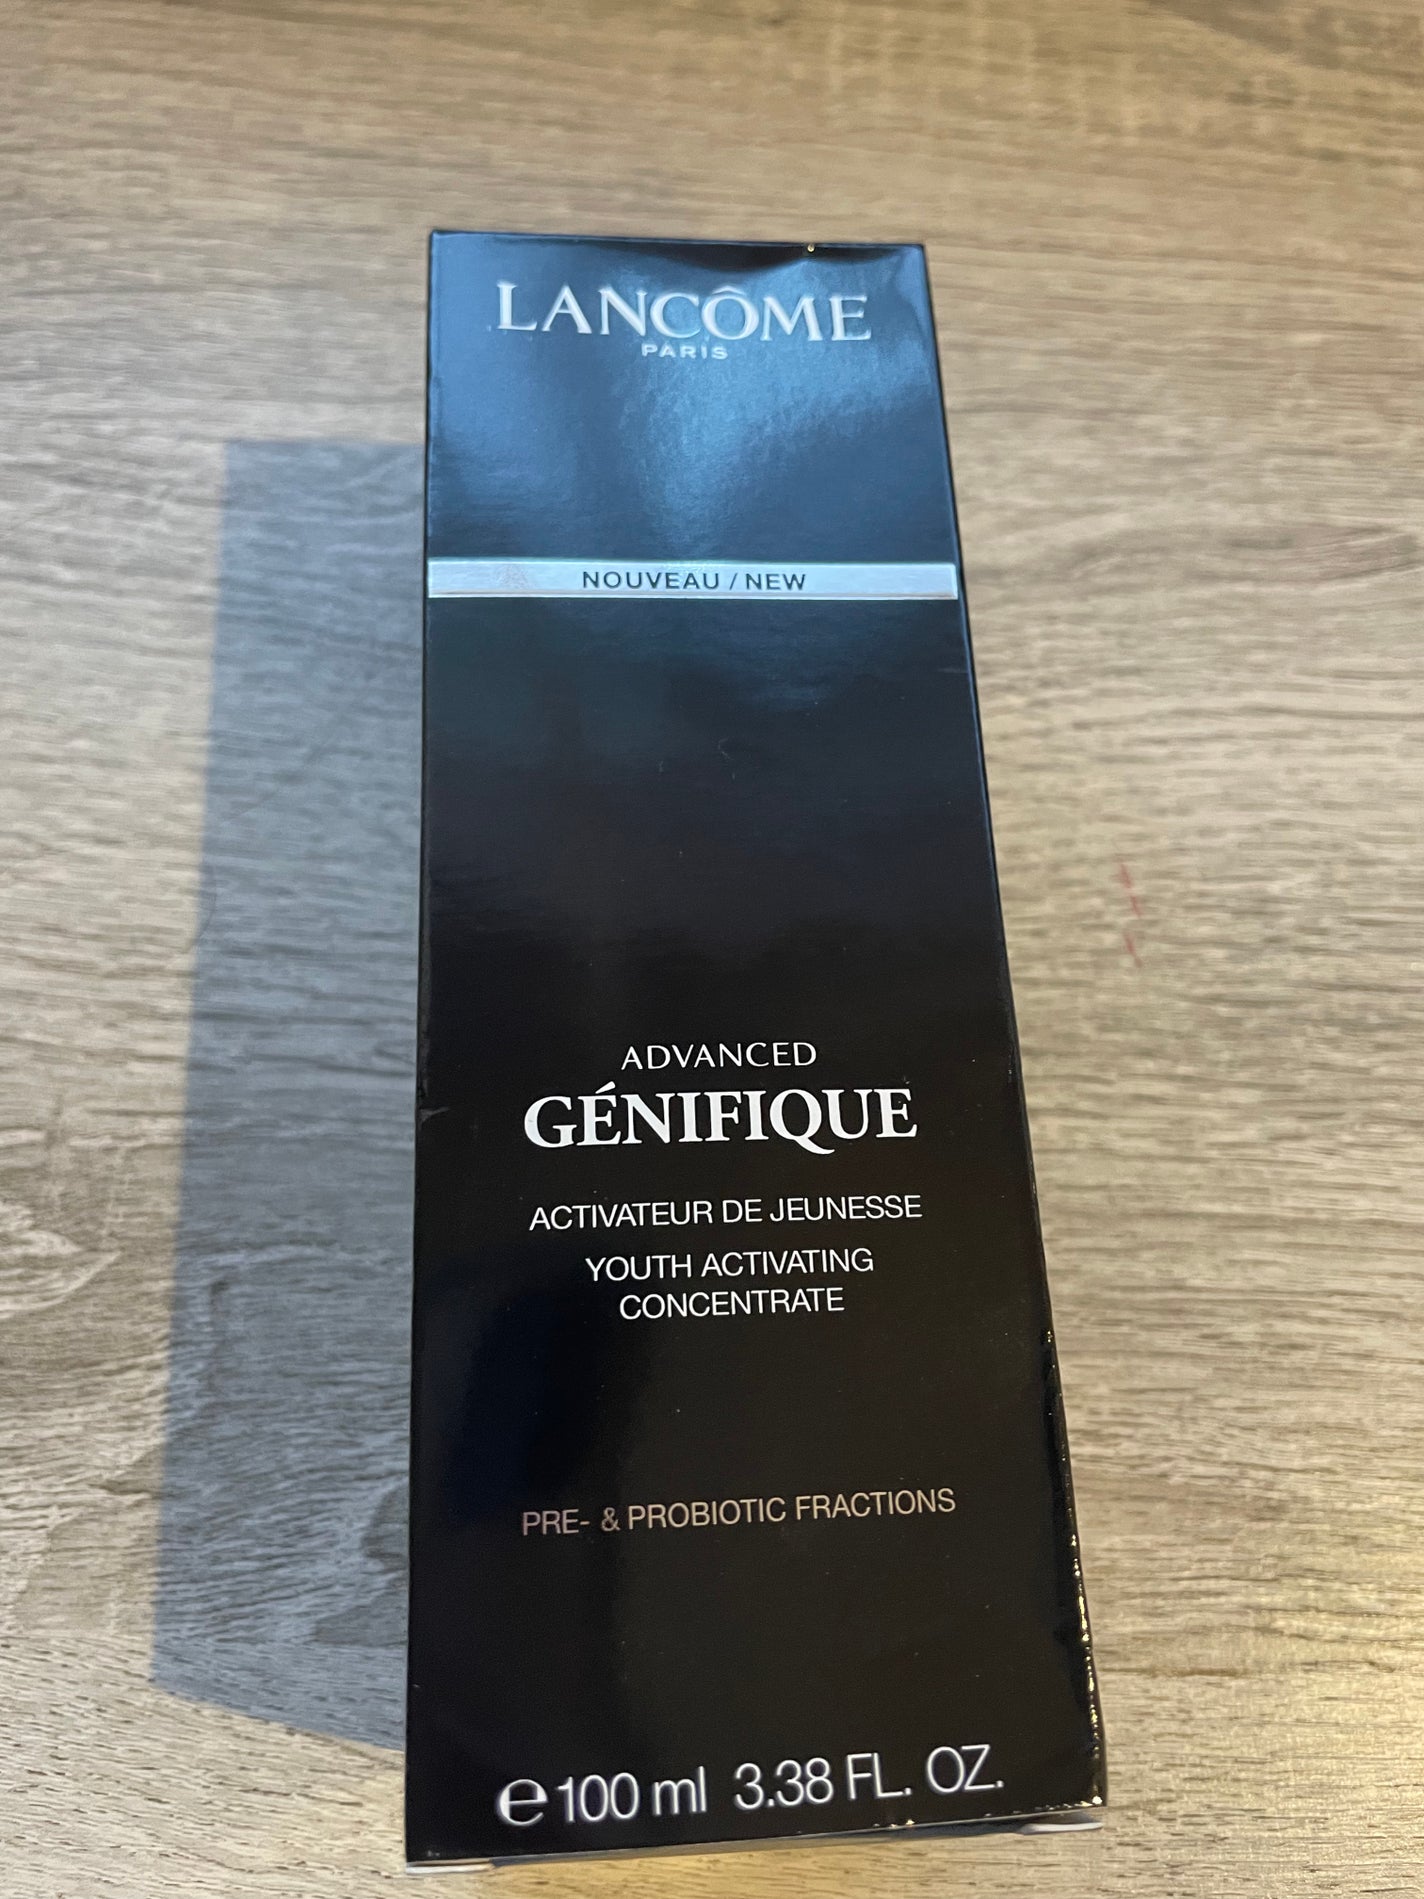 LANCÔME
PARIS
NOUVEAU / NEW
ADVANCED
GÉNIFIQUE
ACTIVATEUR DE JEUNESSE
YOUTH ACTIVATING
CONCENTRATE
PRE- & PROBIOTIC FRACTIONS
℮ 100 ml 3.38 FL. OZ.